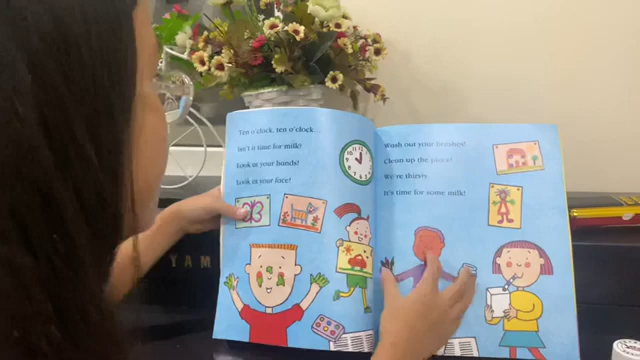 Ten o'clock, ten o'clock...
Isn't it time for milk?
Look at your hands!
Look at your face!
Wash out your brushes!
Clean up the place!
We're thirsty.
It's time for some milk!
YAM